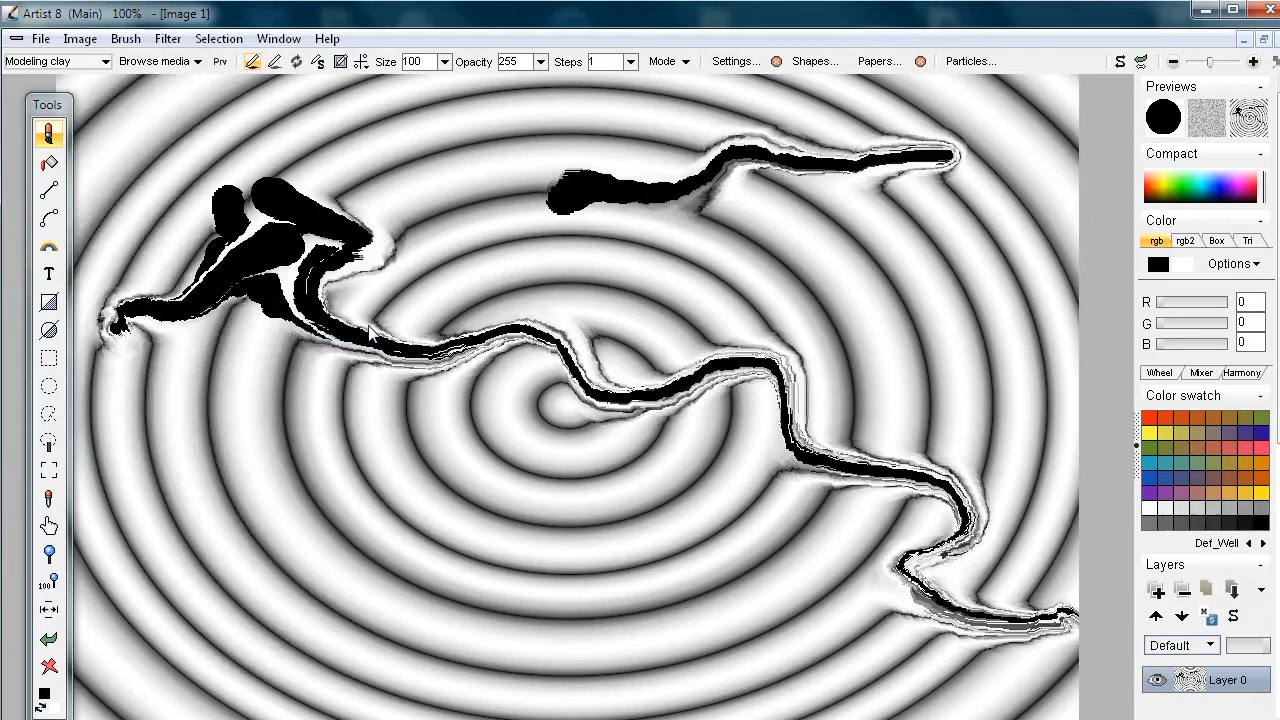 Artist 8 (Main) 100% - [Image 1]
File Image Brush Filter Selection Window Help
Modeling clay Browse media Prv Size 100 Opacity 255 Steps 1 Mode Settings... Shapes... Papers... Particles...
Tools
T
100
Previews
Compact
Color
rgb rgb2 Box Tri
Options
R 0
G 0
B 0
Wheel Mixer Harmony
Color swatch
Def_Well
Layers
Default
Layer 0